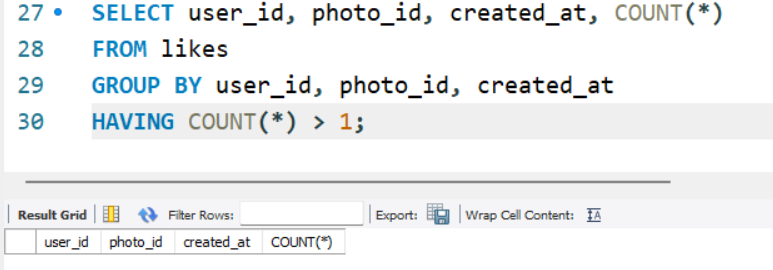 27 SELECT user_id, photo_id, created_at, COUNT(*)
28 FROM likes
29 GROUP BY user_id, photo_id, created_at
30 HAVING COUNT(*) > 1;
Result Grid Filter Rows: Export: Wrap Cell Content: IA
user_id photo_id created_at COUNT(*)